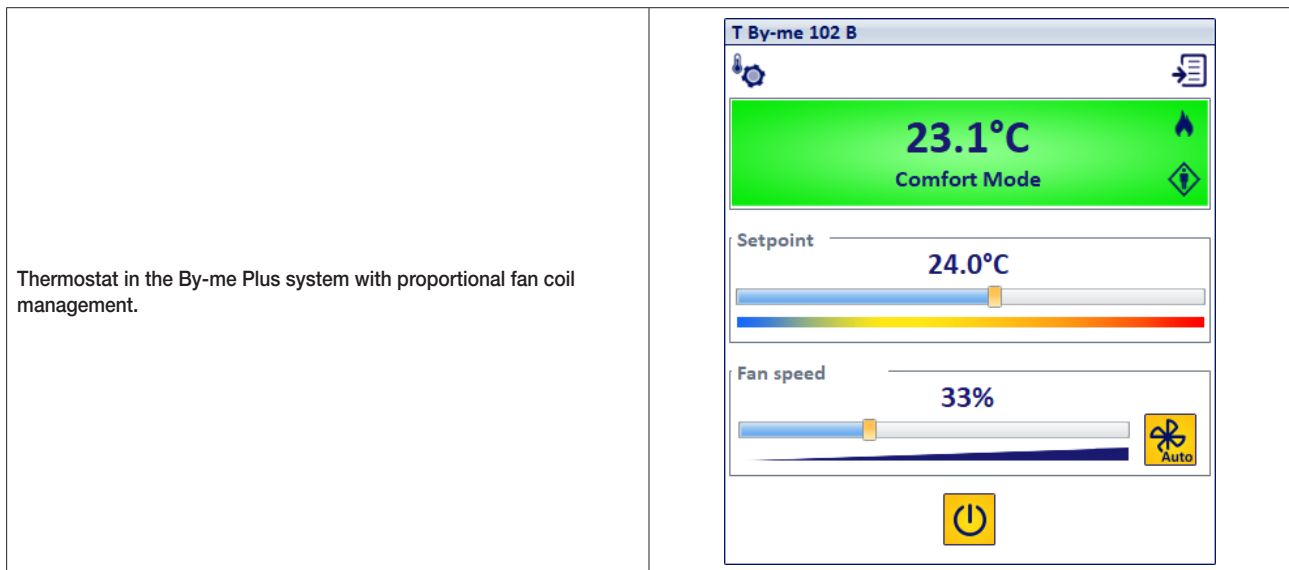 Thermostat in the By-me Plus system with proportional fan coil
management.
T By-me 102 B
23.1°C
Comfort Mode
Setpoint
24.0°C
Fan speed
33%
Auto